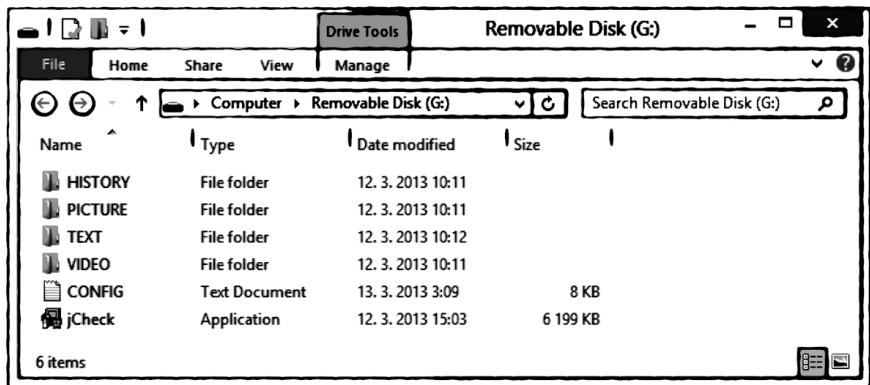 Drive Tools Removable Disk (G:)
File Home Share View Manage
Computer Removable Disk (G:) Search Removable Disk (G:)
Name Type Date modified Size
HISTORY File folder 12. 3. 2013 10:11
PICTURE File folder 12. 3. 2013 10:11
TEXT File folder 12. 3. 2013 10:12
VIDEO File folder 12. 3. 2013 10:11
CONFIG Text Document 13. 3. 2013 3:09 8 KB
jCheck Application 12. 3. 2013 15:03 6 199 KB
6 items